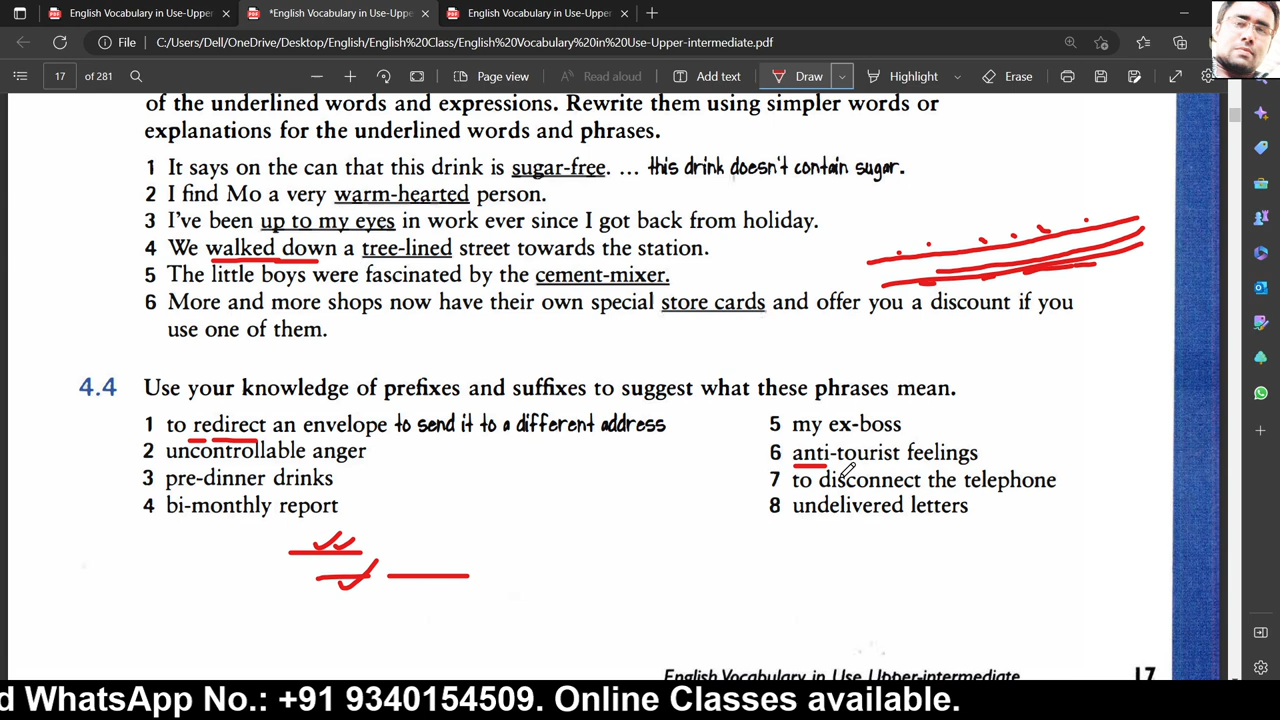 English Vocabulary in Use-Upper *English Vocabulary in Use-Uppe English Vocabulary in Use-Upper
File C:/Users/Dell/OneDrive/Desktop/English/English%20Class/English%20Vocabulary%20in%20Use-Upper-intermediate.pdf
17 of 281 Page view Read aloud Add text Draw Highlight Erase
of the underlined words and expressions. Rewrite them using simpler words or
explanations for the underlined words and phrases.
1 It says on the can that this drink is sugar-free. ... this drink doesn't contain sugar.
2 I find Mo a very warm-hearted person.
3 I've been up to my eyes in work ever since I got back from holiday.
4 We walked down a tree-lined street towards the station.
5 The little boys were fascinated by the cement-mixer.
6 More and more shops now have their own special store cards and offer you a discount if you
use one of them.
4.4 Use your knowledge of prefixes and suffixes to suggest what these phrases mean.
1 to redirect an envelope to send it to a different address
2 uncontrollable anger
3 pre-dinner drinks
4 bi-monthly report
5 my ex-boss
6 anti-tourist feelings
7 to disconnect the telephone
8 undelivered letters
English Vocabulary in Use Upper-intermediate 17
d WhatsApp No.: +91 9340154509. Online Classes available.